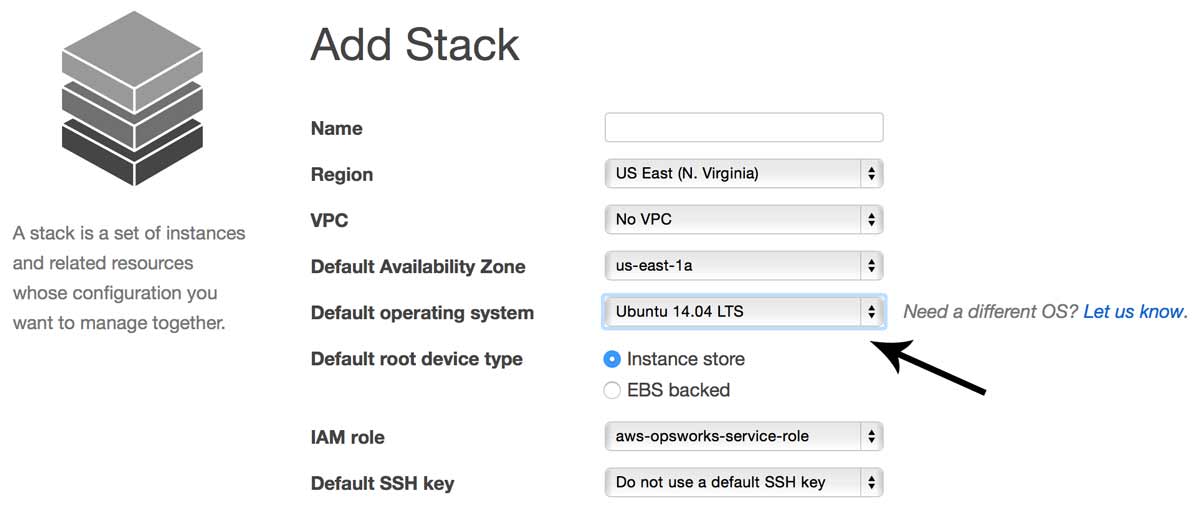 Add Stack
A stack is a set of instances
and related resources
whose configuration you
want to manage together.
Name
Region US East (N. Virginia)
VPC No VPC
Default Availability Zone us-east-1a
Default operating system Ubuntu 14.04 LTS Need a different OS? Let us know.
Default root device type Instance store
EBS backed
IAM role aws-opsworks-service-role
Default SSH key Do not use a default SSH key